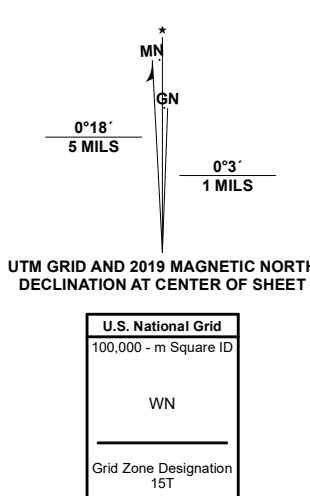 ★
MN
GN
0°18´
5 MILS
0°3´
1 MILS
UTM GRID AND 2019 MAGNETIC NORTH
DECLINATION AT CENTER OF SHEET
U.S. National Grid
100,000 - m Square ID
WN
Grid Zone Designation
15T